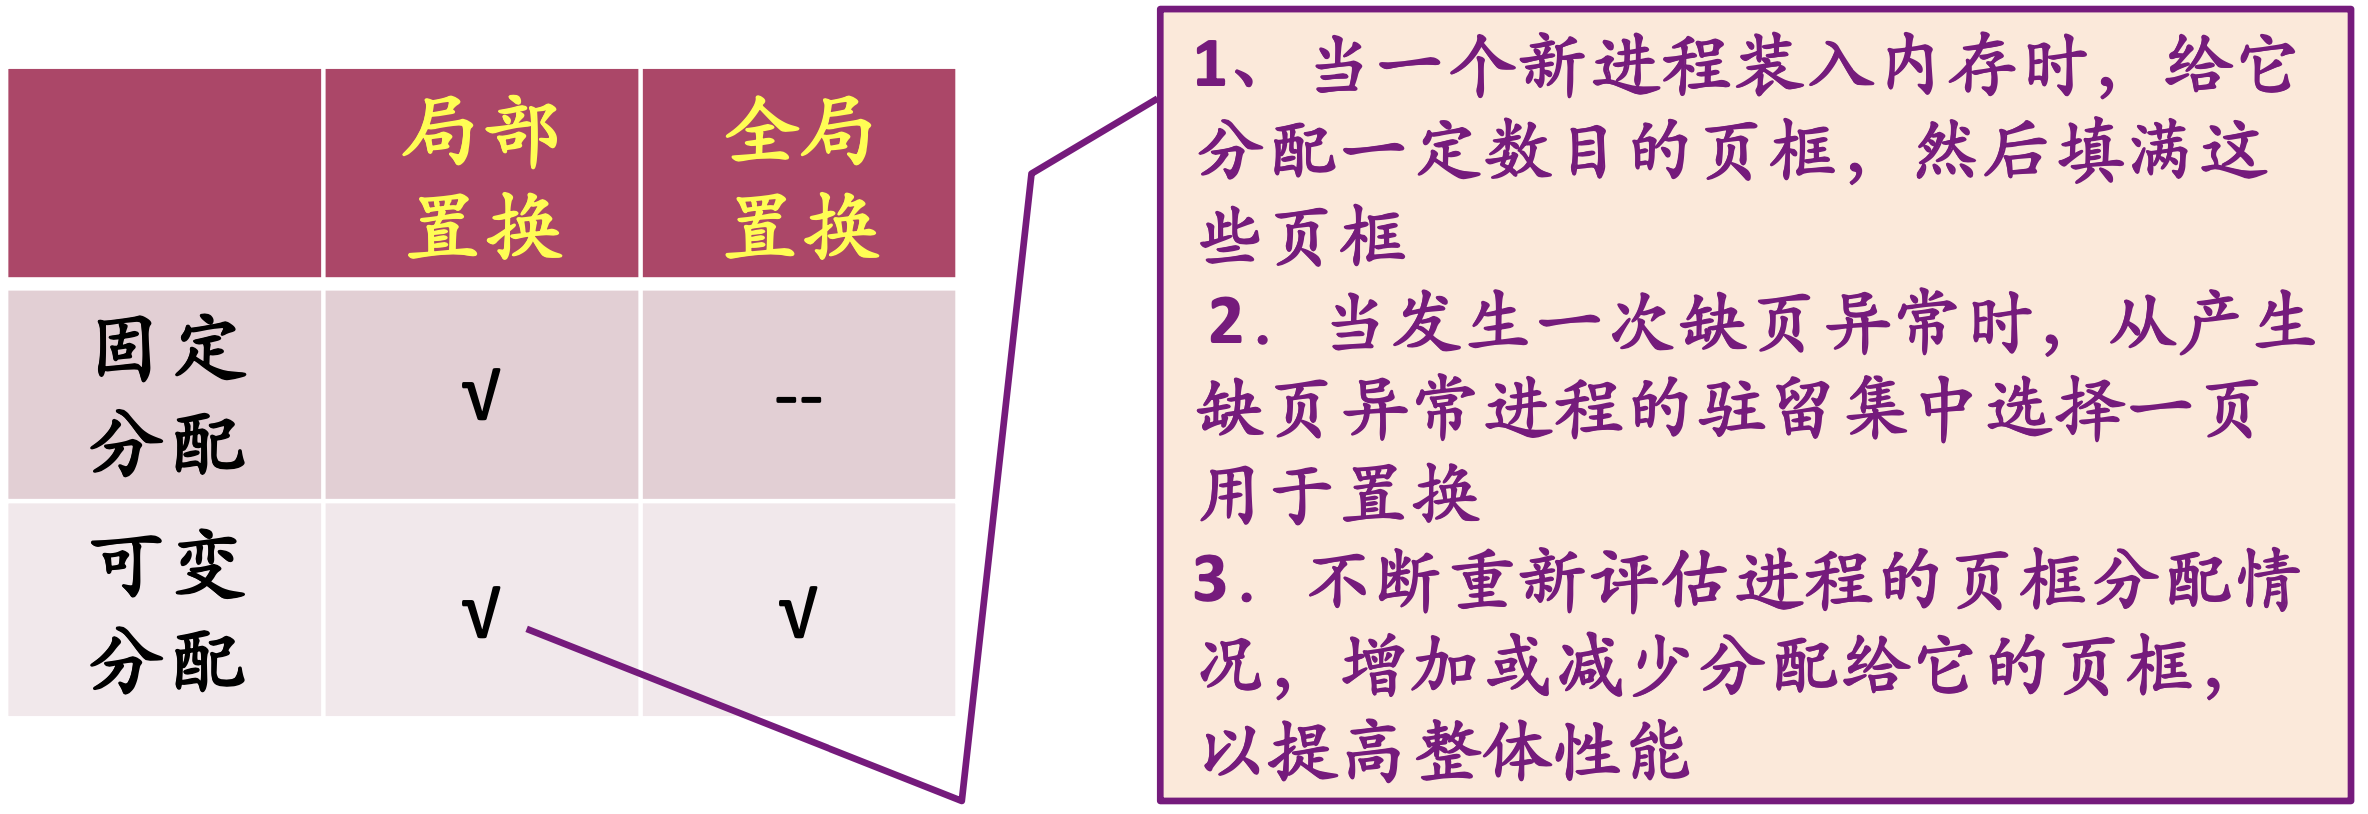 局部
置换
全局
置换
固定
分配
√
--
可变
分配
√
√
1、 当一个新进程装入内存时，给它
分配一定数目的页框，然后填满这
些页框
2．当发生一次缺页异常时，从产生
缺页异常进程的驻留集中选择一页
用于置换
3．不断重新评估进程的页框分配情
况，增加或减少分配给它的页框，
以提高整体性能